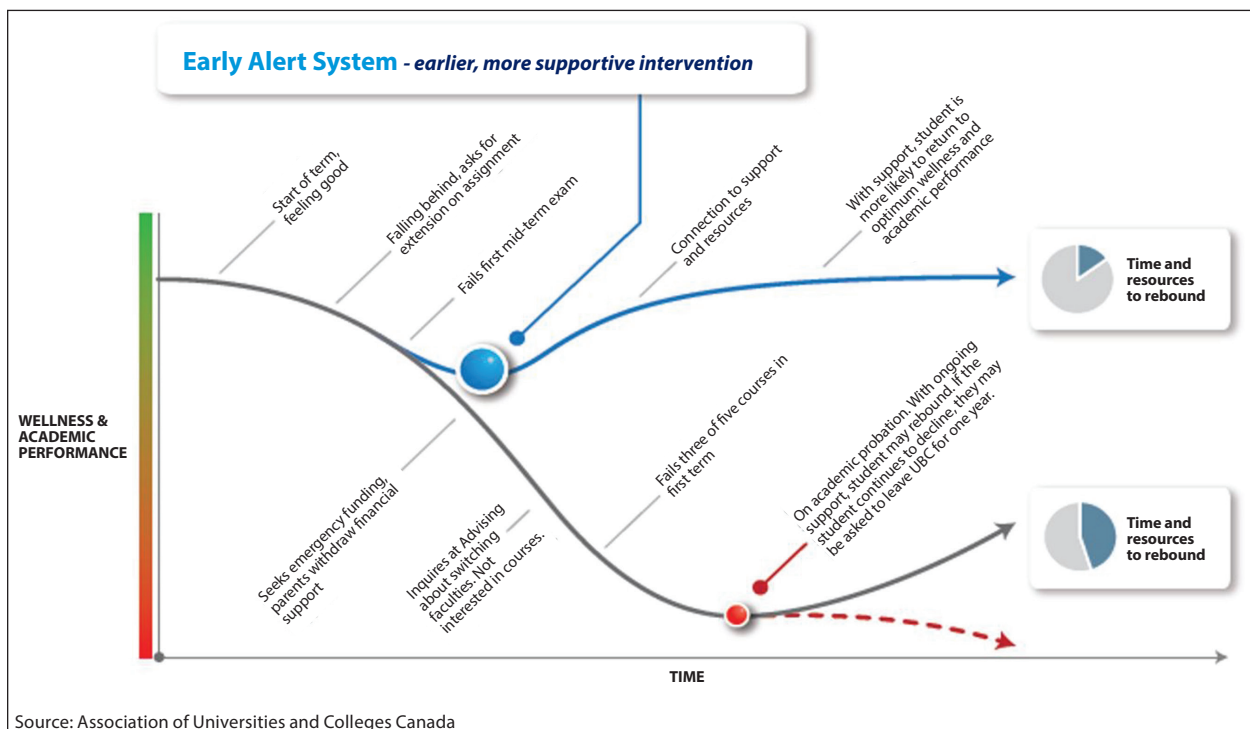 Early Alert System - earlier, more supportive intervention
Start of term,
feeling good
Falling behind, asks for
extension on assignment
Fails first mid-term exam
Connection to support
and resources
With support, student is
more likely to return to
optimum wellness and
academic performance
Time and
resources
to rebound
WELLNESS &
ACADEMIC
PERFORMANCE
Seeks emergency funding,
parents withdraw financial
support
Inquires at Advising
about switching
faculties. Not
interested in courses.
Fails three of five courses in
first term
On academic probation. With ongoing
support, student may rebound. If the
student continues to decline, they may
be asked to leave UBC for one year.
Time and
resources
to rebound
TIME
Source: Association of Universities and Colleges Canada